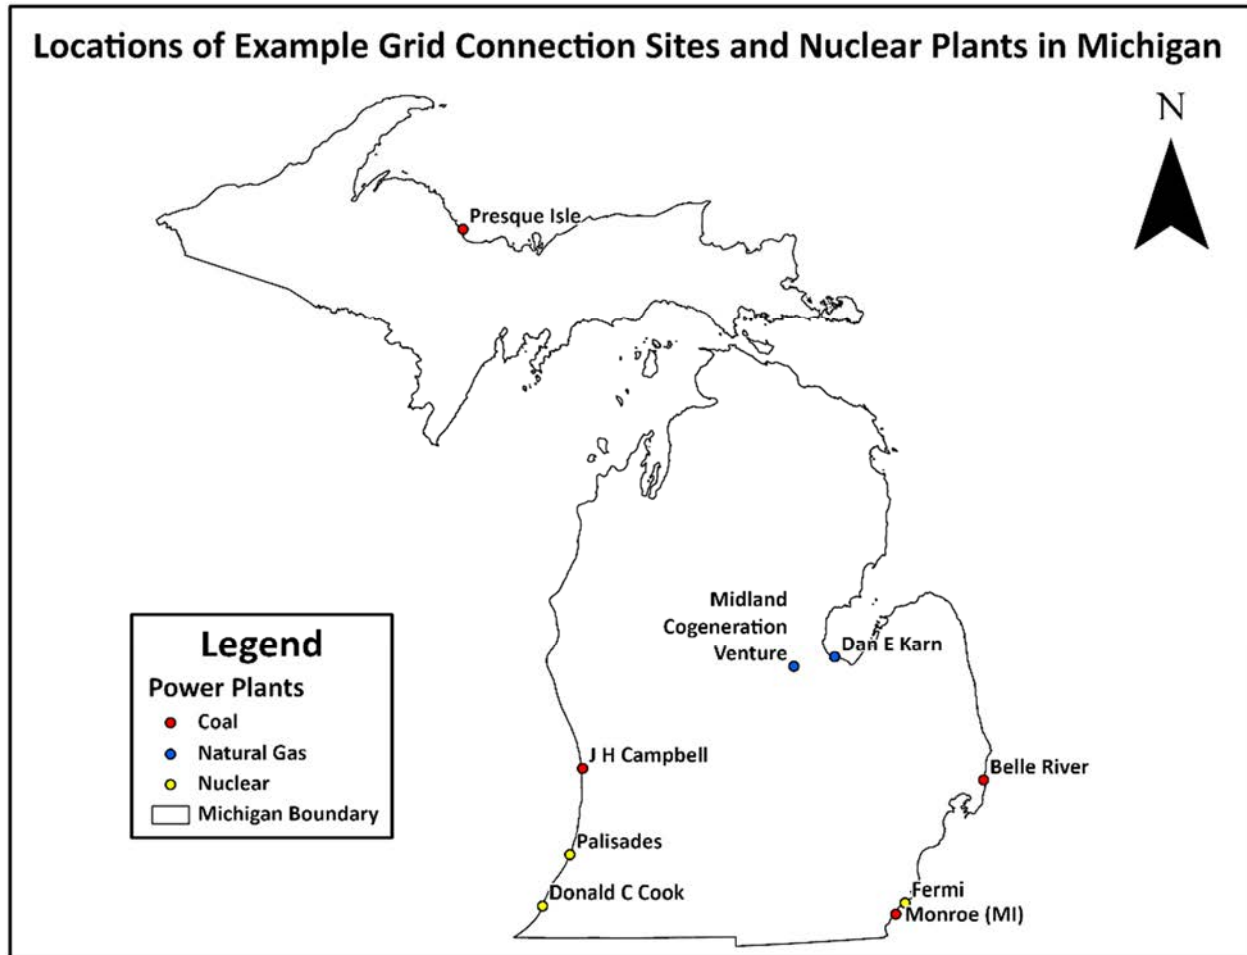 Locations of Example Grid Connection Sites and Nuclear Plants in Michigan
N
Presque Isle
Midland
Cogeneration
Venture
Dan E Karn
J H Campbell
Belle River
Palisades
Donald C Cook
Fermi
Monroe (MI)
Legend
Power Plants
Coal
Natural Gas
Nuclear
Michigan Boundary